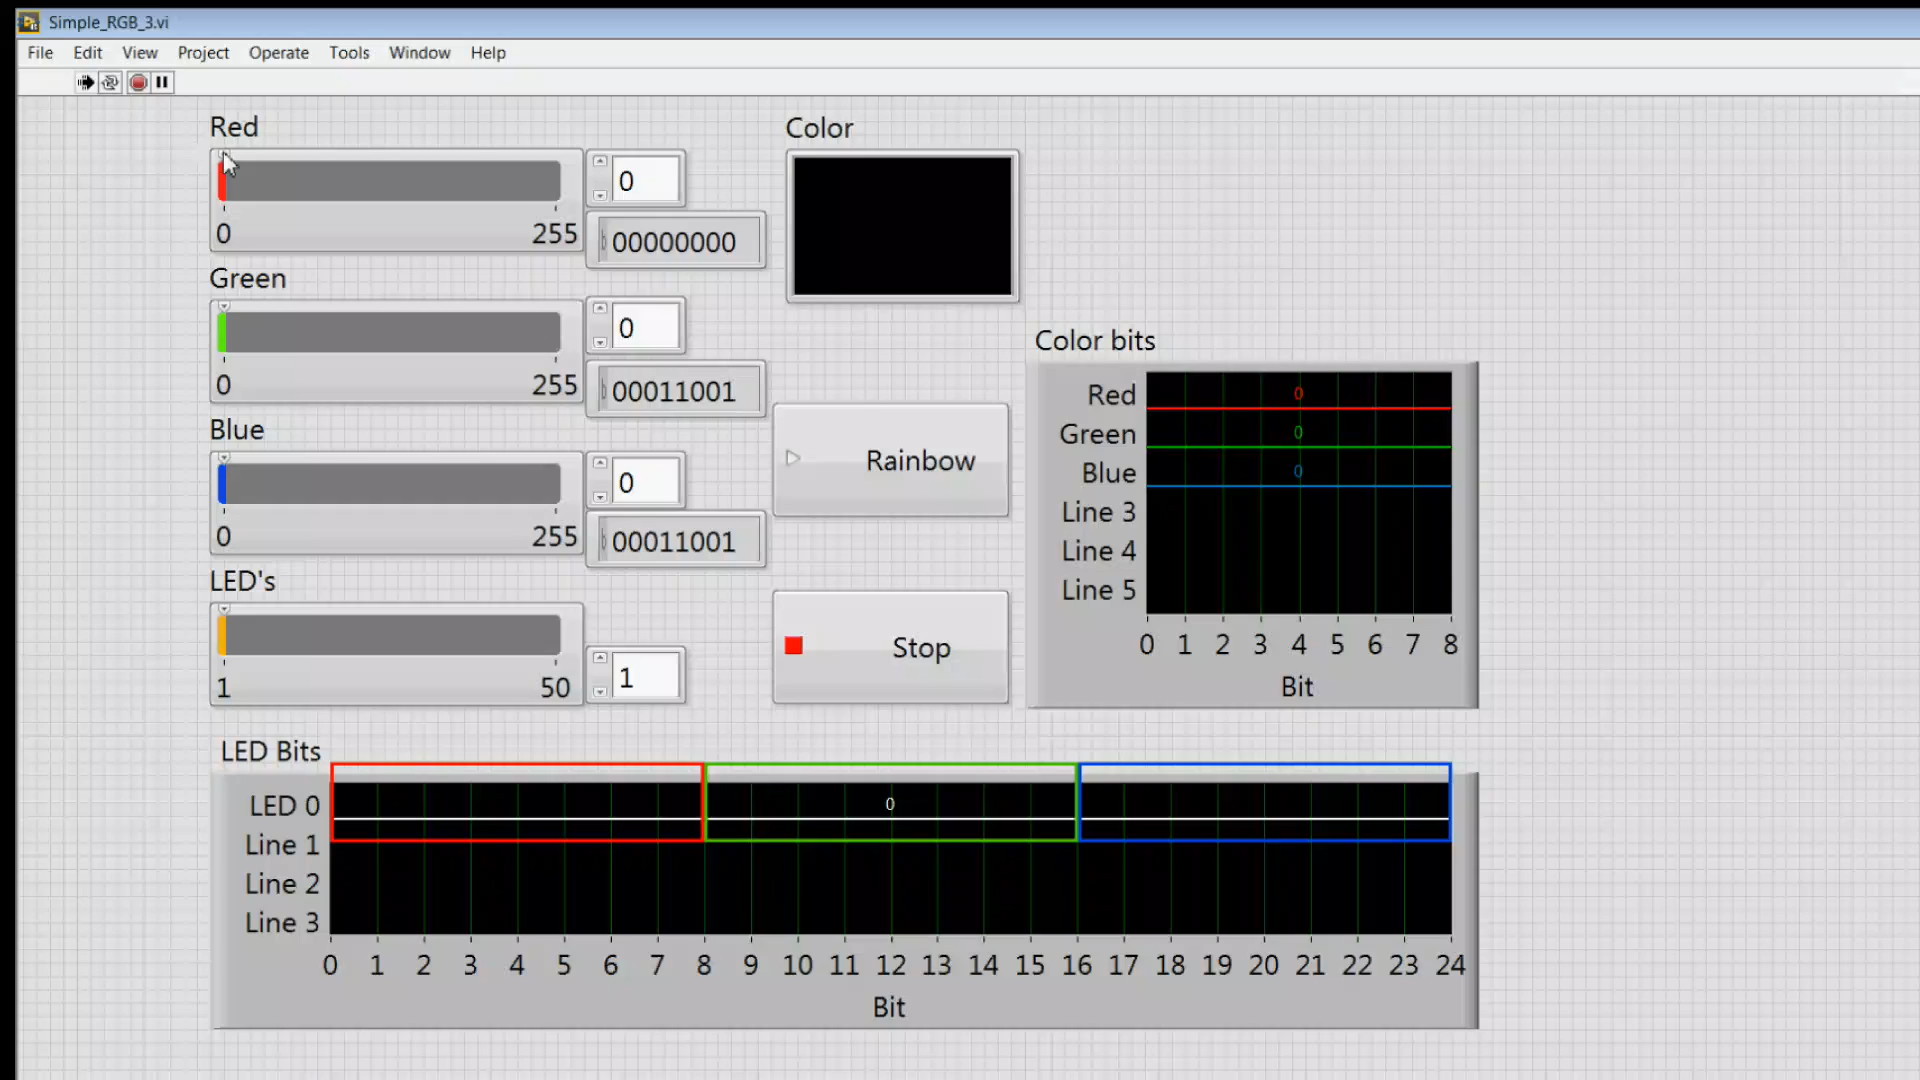 Simple_RGB_3.vi
File Edit View Project Operate Tools Window Help
Red
0
0 255
00000000
Green
0
0 255
00011001
Blue
0
0 255
00011001
LED's
1 50
1
Color
Rainbow
Stop
Color bits
Red 0
Green 0
Blue 0
Line 3
Line 4
Line 5
0 1 2 3 4 5 6 7 8
Bit
LED Bits
LED 0 0
Line 1
Line 2
Line 3
0 1 2 3 4 5 6 7 8 9 10 11 12 13 14 15 16 17 18 19 20 21 22 23 24
Bit